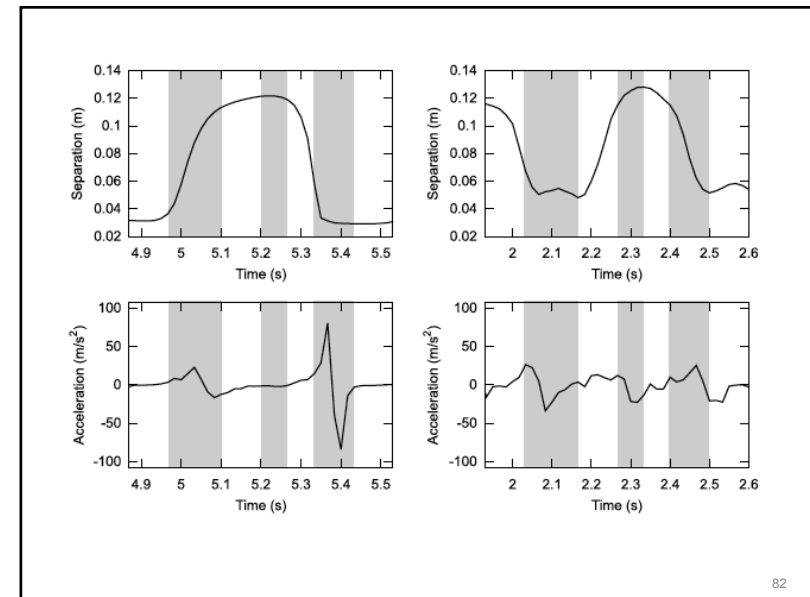 0.14
0.12
0.1
0.08
0.06
0.04
0.02
Separation (m)
4.9 5 5.1 5.2 5.3 5.4 5.5
Time (s)
0.14
0.12
0.1
0.08
0.06
0.04
0.02
Separation (m)
2 2.1 2.2 2.3 2.4 2.5 2.6
Time (s)
100
50
0
-50
-100
Acceleration (m/s²)
4.9 5 5.1 5.2 5.3 5.4 5.5
Time (s)
100
50
0
-50
-100
Acceleration (m/s²)
2 2.1 2.2 2.3 2.4 2.5 2.6
Time (s)
82